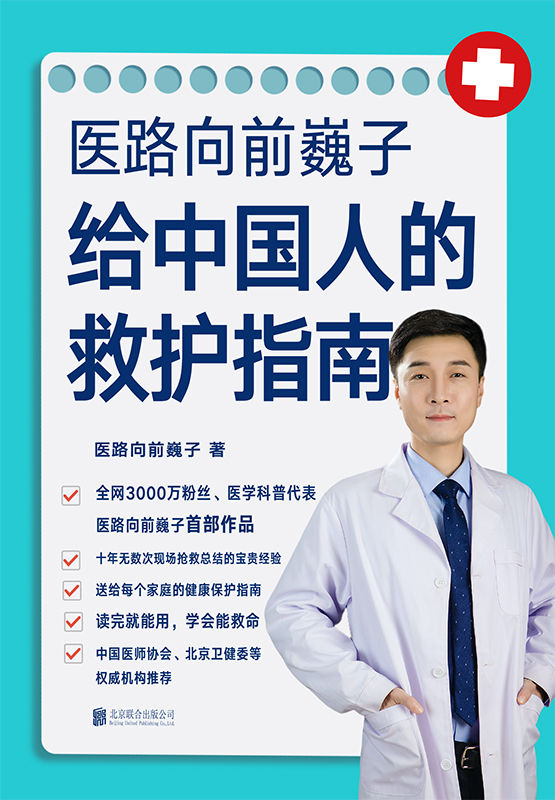 医路向前巍子
给中国人的
救护指南
医路向前巍子 著
全网3000万粉丝、医学科普代表
医路向前巍子首部作品
十年无数次现场抢救总结的宝贵经验
送给每个家庭的健康保护指南
读完就能用，学会能救命
中国医师协会、北京卫健委等
权威机构推荐
北京联合出版公司
Beijing United Publishing Co.,Ltd.